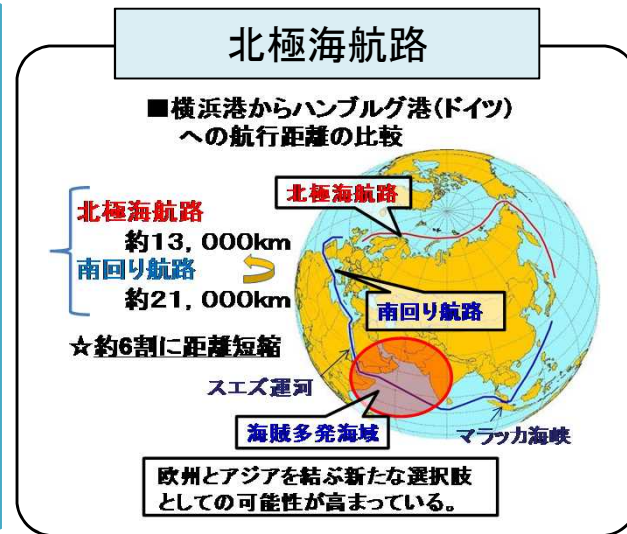 北極海航路
■横浜港からハンブルグ港(ドイツ)
への航行距離の比較
北極海航路
北極海航路
約13,000km
南回り航路
約21,000km
南回り航路
☆約6割に距離短縮
スエズ運河
海賊多発海域
マラッカ海峡
欧州とアジアを結ぶ新たな選択肢
としての可能性が高まっている。